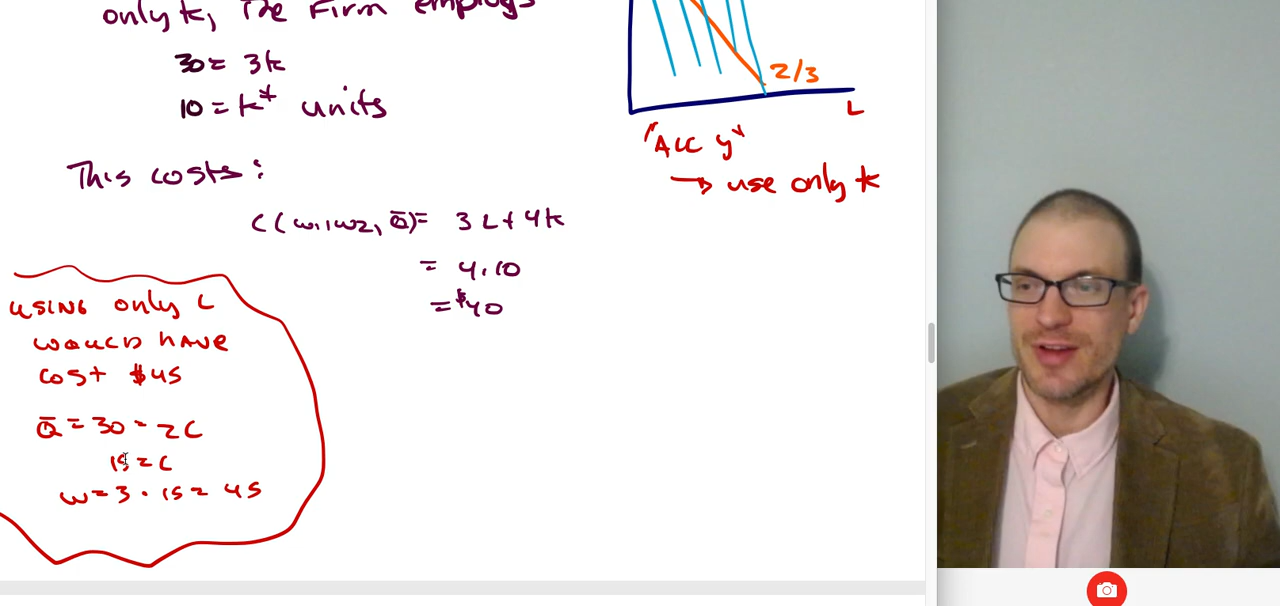 only k, The Firm employs
30 = 3k
10 = k* units
This costs:
C(w1, w2, Q̄) = 3L + 4k
= 4.10
= $40
2/3
L
"ALL y"
→ use only k
USING only L
would HAVE
cost $45
Q̄ = 30 = 2L
15 = L
w = 3 · 15 = 45